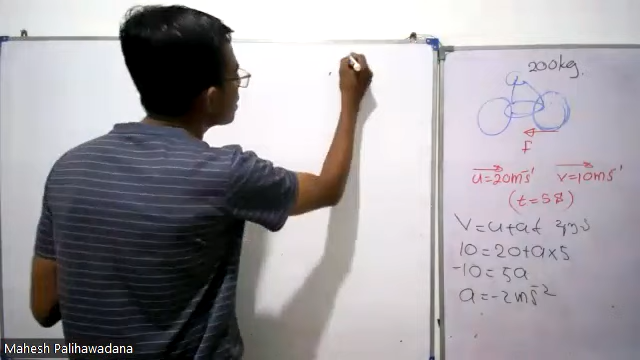 200kg.
f
u=20ms⁻¹ v=10ms⁻¹
(t=5s)
v=u+at
10=20+a×5
-10=5a
a=-2ms⁻²
Mahesh Palihawadana